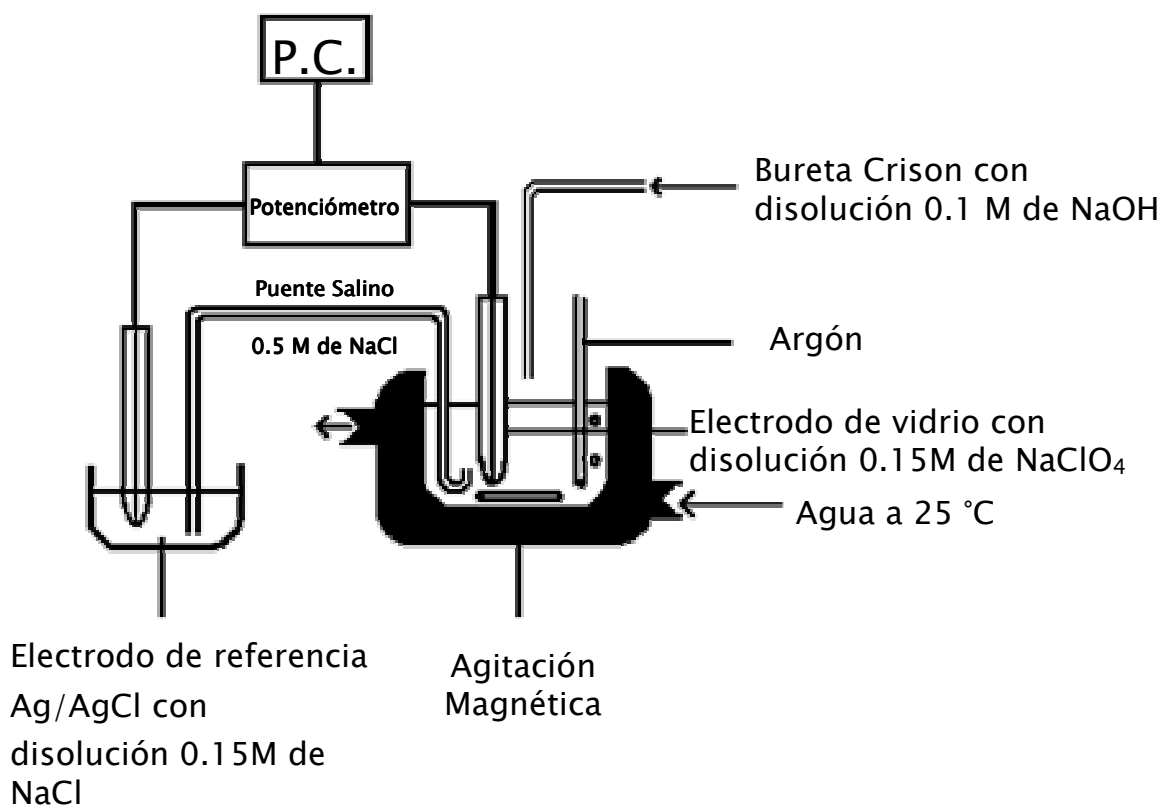 P.C.
Potenciómetro
Bureta Crison con
disolución 0.1 M de NaOH
Puente Salino
0.5 M de NaCl
Argón
Electrodo de vidrio con
disolución 0.15M de NaClO₄
Agua a 25 °C
Electrodo de referencia
Ag/AgCl con
disolución 0.15M de
NaCl
Agitación
Magnética